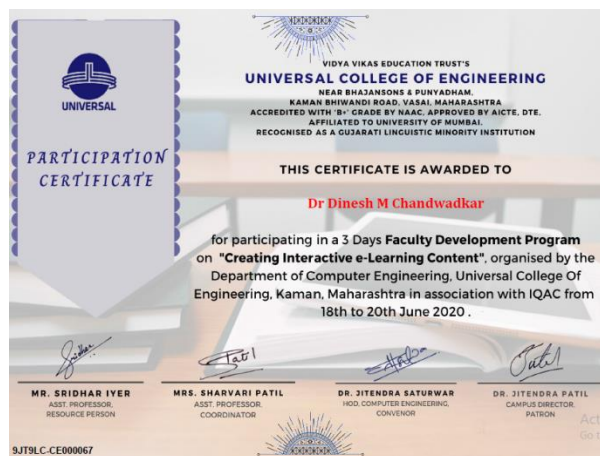 UNIVERSAL
PARTICIPATION
CERTIFICATE
VIDYA VIKAS EDUCATION TRUST'S
UNIVERSAL COLLEGE OF ENGINEERING
NEAR BHAJANSONS & PUNYADHAM,
KAMAN BHIWANDI ROAD, VASAI, MAHARASHTRA
ACCREDITED WITH 'B+' GRADE BY NAAC, APPROVED BY AICTE, DTE.
AFFILIATED TO UNIVERSITY OF MUMBAI.
RECOGNISED AS A GUJARATI LINGUISTIC MINORITY INSTITUTION
THIS CERTIFICATE IS AWARDED TO
Dr Dinesh M Chandwadkar
for participating in a 3 Days Faculty Development Program
on "Creating Interactive e-Learning Content", organised by the
Department of Computer Engineering, Universal College Of
Engineering, Kaman, Maharashtra in association with IQAC from
18th to 20th June 2020 .
MR. SRIDHAR IYER
ASST. PROFESSOR,
RESOURCE PERSON
MRS. SHARVARI PATIL
ASST. PROFESSOR
COORDINATOR
DR. JITENDRA SATURWAR
HOD, COMPUTER ENGINEERING,
CONVENOR
DR. JITENDRA PATIL
CAMPUS DIRECTOR,
PATRON
9JT9LC-CE000067